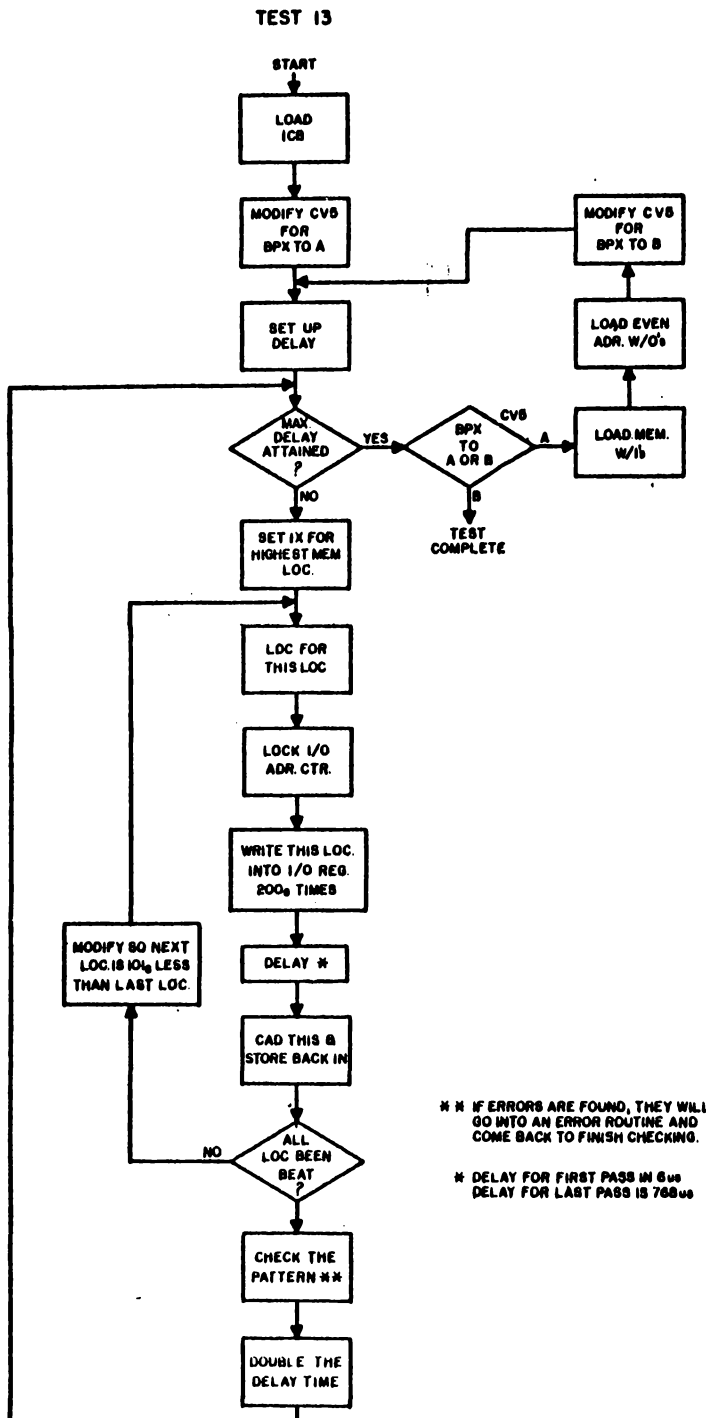 TEST 13
START
LOAD
ICB
MODIFY CV5
FOR
BPX TO A
MODIFY CV5
FOR
BPX TO B
SET UP
DELAY
LOAD EVEN
ADR. W/0's
MAX.
DELAY
ATTAINED
?
YES
NO
CV5
BPX
TO
A OR B
A
B
LOAD MEM.
W/1's
TEST
COMPLETE
SET IX FOR
HIGHEST MEM
LOC.
LDC FOR
THIS LOC
LOCK I/O
ADR. CTR.
WRITE THIS LOC.
INTO I/O REG.
200₈ TIMES
MODIFY SO NEXT
LOC. IS 101₈ LESS
THAN LAST LOC.
DELAY *
CAD THIS &
STORE BACK IN
ALL
LOC BEEN
BEAT
?
NO
** IF ERRORS ARE FOUND, THEY WILL
GO INTO AN ERROR ROUTINE AND
COME BACK TO FINISH CHECKING.
* DELAY FOR FIRST PASS IN 6us
DELAY FOR LAST PASS IS 768us
CHECK THE
PATTERN **
DOUBLE THE
DELAY TIME